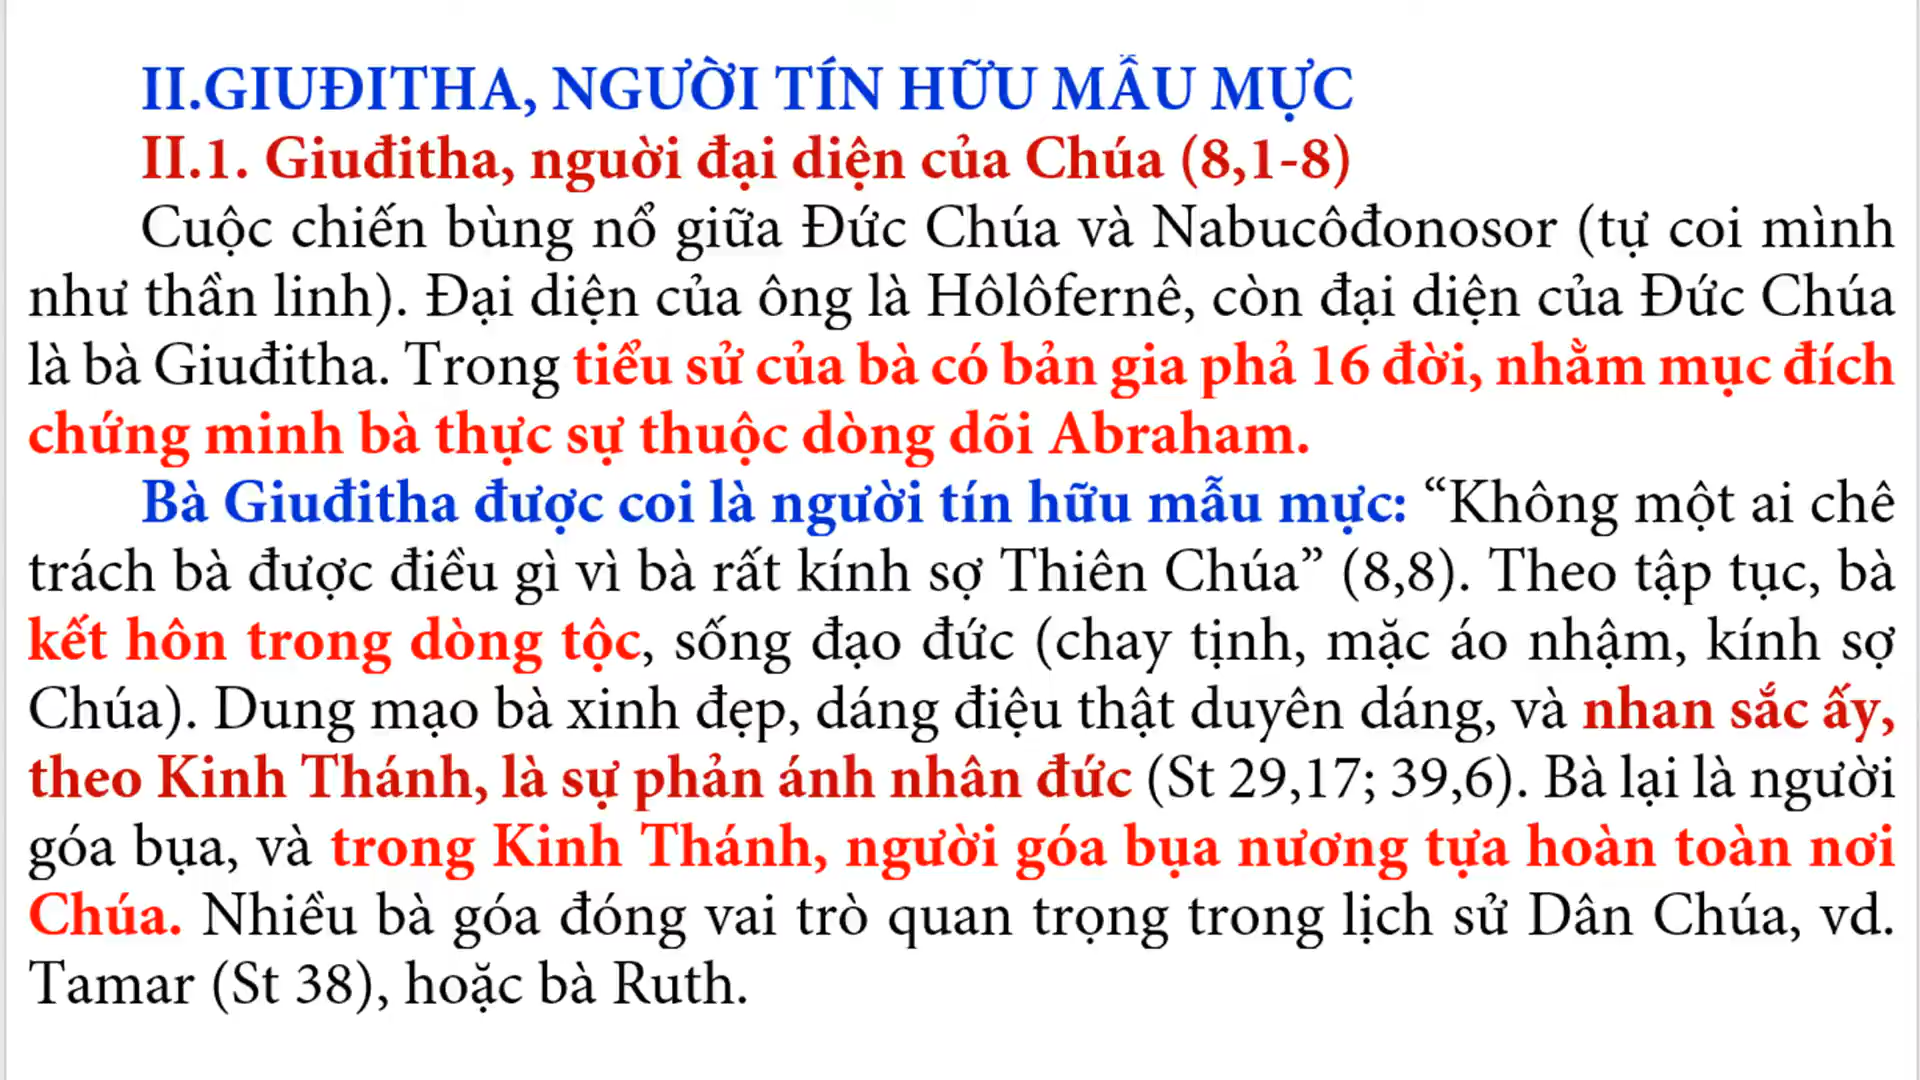 II.GIUĐITHA, NGƯỜI TÍN HỮU MẪU MỰC
II.1. Giuđitha, nguời đại diện của Chúa (8,1-8)
Cuộc chiến bùng nổ giữa Đức Chúa và Nabucôđonosor (tự coi mình
như thần linh). Đại diện của ông là Hôlôfernê, còn đại diện của Đức Chúa
là bà Giuđitha. Trong tiểu sử của bà có bản gia phả 16 đời, nhằm mục đích
chứng minh bà thực sự thuộc dòng dõi Abraham.
Bà Giuđitha được coi là người tín hữu mẫu mực: “Không một ai chê
trách bà được điều gì vì bà rất kính sợ Thiên Chúa” (8,8). Theo tập tục, bà
kết hôn trong dòng tộc, sống đạo đức (chay tịnh, mặc áo nhậm, kính sợ
Chúa). Dung mạo bà xinh đẹp, dáng điệu thật duyên dáng, và nhan sắc ấy,
theo Kinh Thánh, là sự phản ánh nhân đức (St 29,17; 39,6). Bà lại là người
góa bụa, và trong Kinh Thánh, người góa bụa nương tựa hoàn toàn nơi
Chúa. Nhiều bà góa đóng vai trò quan trọng trong lịch sử Dân Chúa, vd.
Tamar (St 38), hoặc bà Ruth.